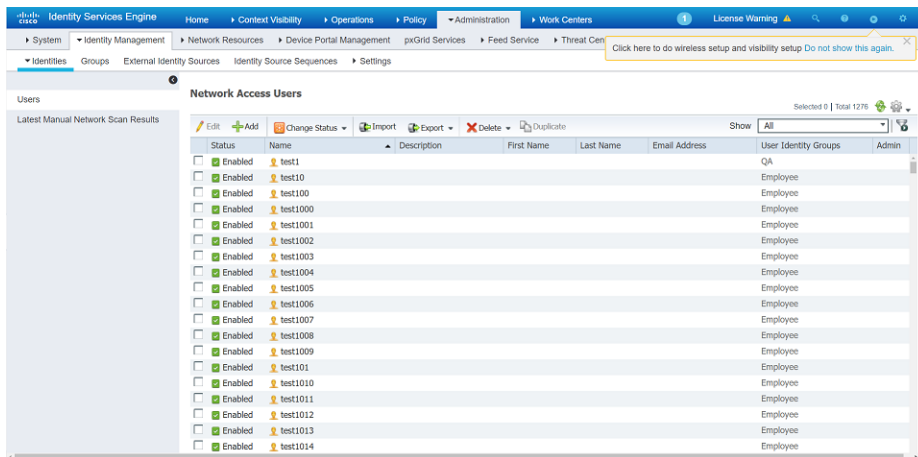 cisco Identity Services Engine Home Context Visibility Operations Policy Administration Work Centers 1 License Warning
System Identity Management Network Resources Device Portal Management pxGrid Services Feed Service Threat Cen
Click here to do wireless setup and visibility setup Do not show this again.
Identities Groups External Identity Sources Identity Source Sequences Settings
Users
Latest Manual Network Scan Results
Network Access Users
Selected 0 | Total 1276
Edit Add Change Status Import Export Delete Duplicate Show All
Status Name Description First Name Last Name Email Address User Identity Groups Admin
Enabled test1 QA
Enabled test10 Employee
Enabled test100 Employee
Enabled test1000 Employee
Enabled test1001 Employee
Enabled test1002 Employee
Enabled test1003 Employee
Enabled test1004 Employee
Enabled test1005 Employee
Enabled test1006 Employee
Enabled test1007 Employee
Enabled test1008 Employee
Enabled test1009 Employee
Enabled test101 Employee
Enabled test1010 Employee
Enabled test1011 Employee
Enabled test1012 Employee
Enabled test1013 Employee
Enabled test1014 Employee